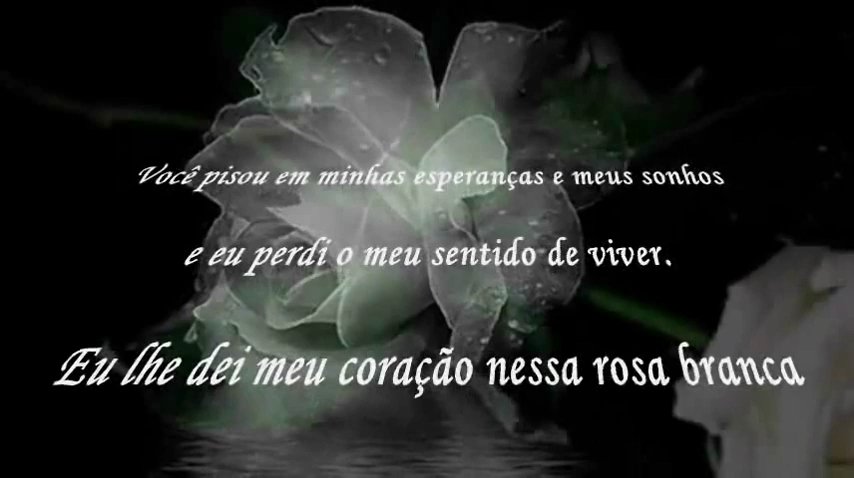 Você pisou em minhas esperanças e meus sonhos
e eu perdi o meu sentido de viver.
Eu lhe dei meu coração nessa rosa branca